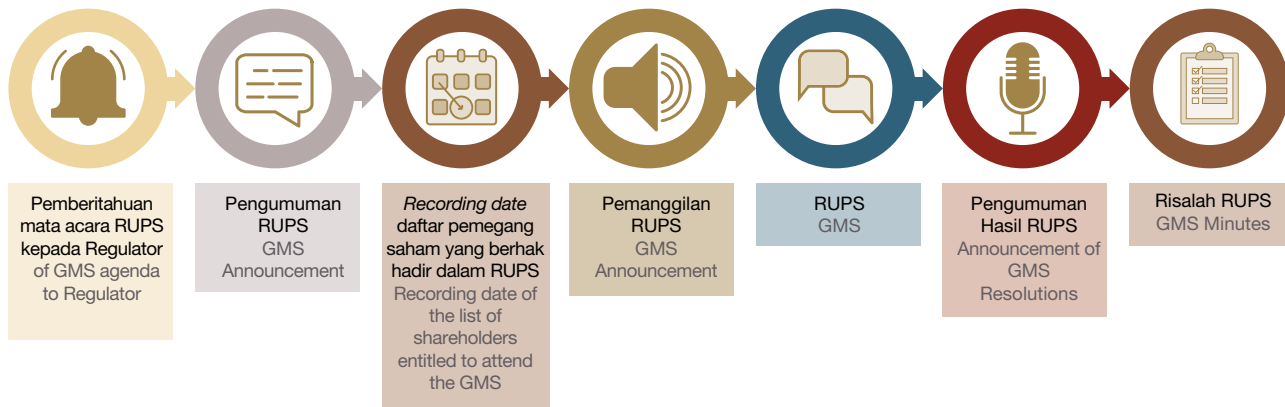 Pemberitahuan
mata acara RUPS
kepada Regulator
of GMS agenda
to Regulator
Pengumuman
RUPS
GMS
Announcement
Recording date
daftar pemegang
saham yang berhak
hadir dalam RUPS
Recording date of
the list of
shareholders
entitled to attend
the GMS
Pemanggilan
RUPS
GMS
Announcement
RUPS
GMS
Pengumuman
Hasil RUPS
Announcement of
GMS
Resolutions
Risalah RUPS
GMS Minutes